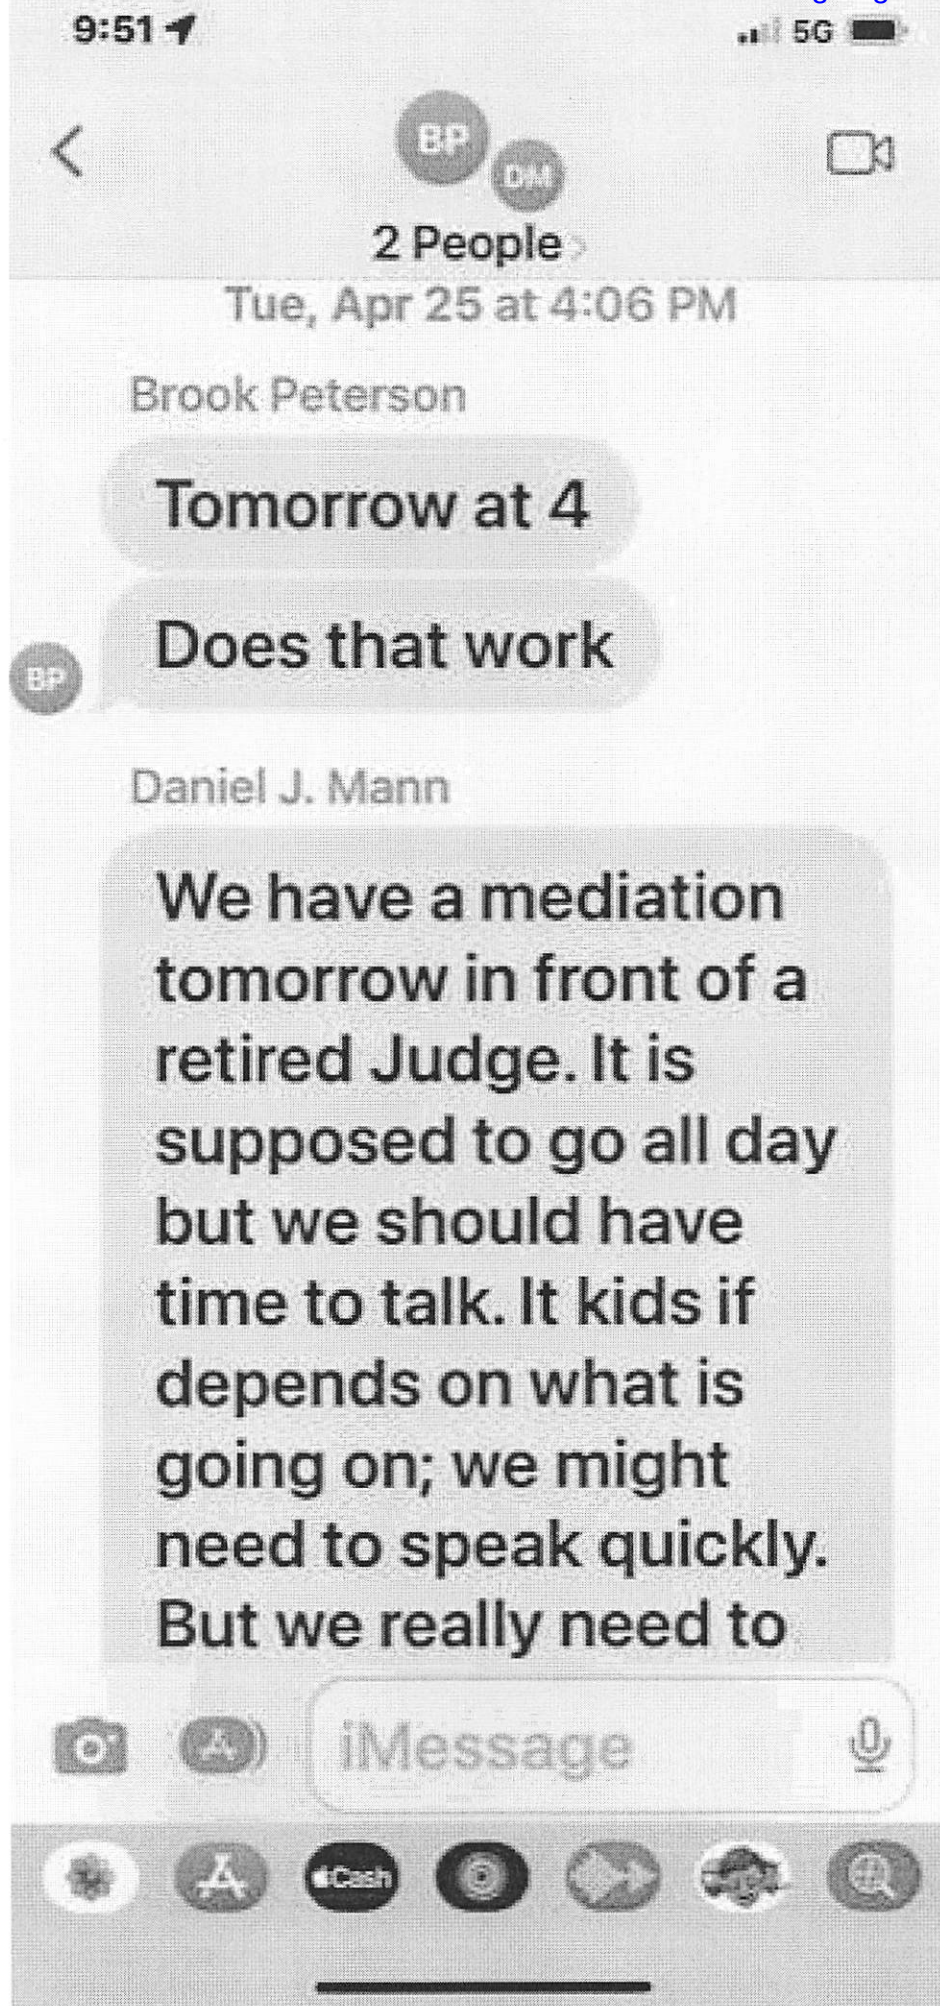 9:51
5G
BP
DM
2 People
Tue, Apr 25 at 4:06 PM
Brook Peterson
Tomorrow at 4
Does that work
BP
Daniel J. Mann
We have a mediation
tomorrow in front of a
retired Judge. It is
supposed to go all day
but we should have
time to talk. It kids if
depends on what is
going on; we might
need to speak quickly.
But we really need to
iMessage
Cash